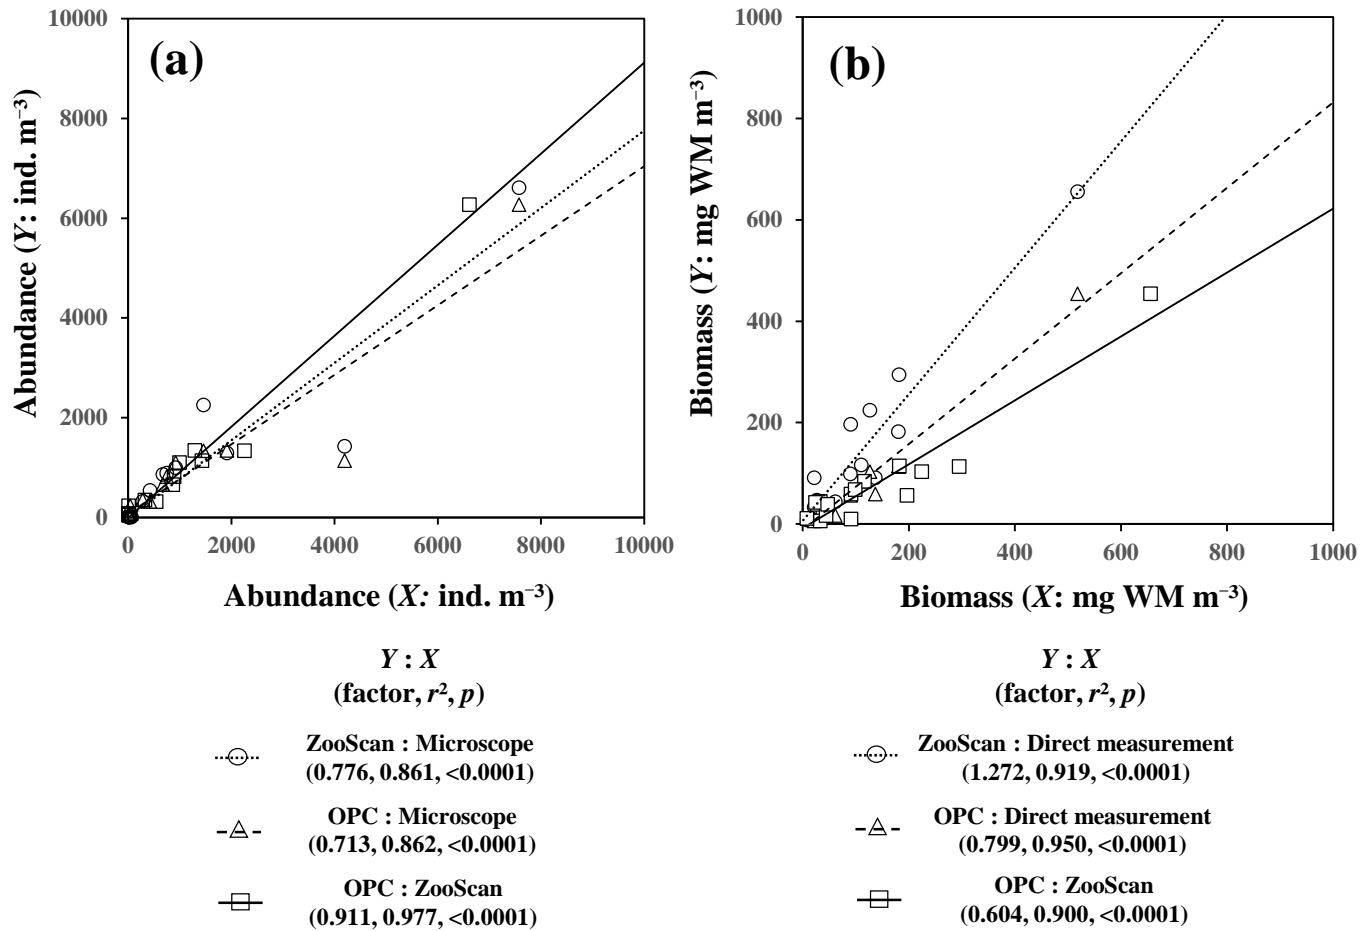 (a)
10000
8000
6000
4000
2000
0
0 2000 4000 6000 8000 10000
Abundance (Y: ind. m⁻³)
Abundance (X: ind. m⁻³)
Y : X
(factor, r², p)
ZooScan : Microscope
(0.776, 0.861, <0.0001)
OPC : Microscope
(0.713, 0.862, <0.0001)
OPC : ZooScan
(0.911, 0.977, <0.0001)
(b)
1000
800
600
400
200
0
0 200 400 600 800 1000
Biomass (Y: mg WM m⁻³)
Biomass (X: mg WM m⁻³)
Y : X
(factor, r², p)
ZooScan : Direct measurement
(1.272, 0.919, <0.0001)
OPC : Direct measurement
(0.799, 0.950, <0.0001)
OPC : ZooScan
(0.604, 0.900, <0.0001)